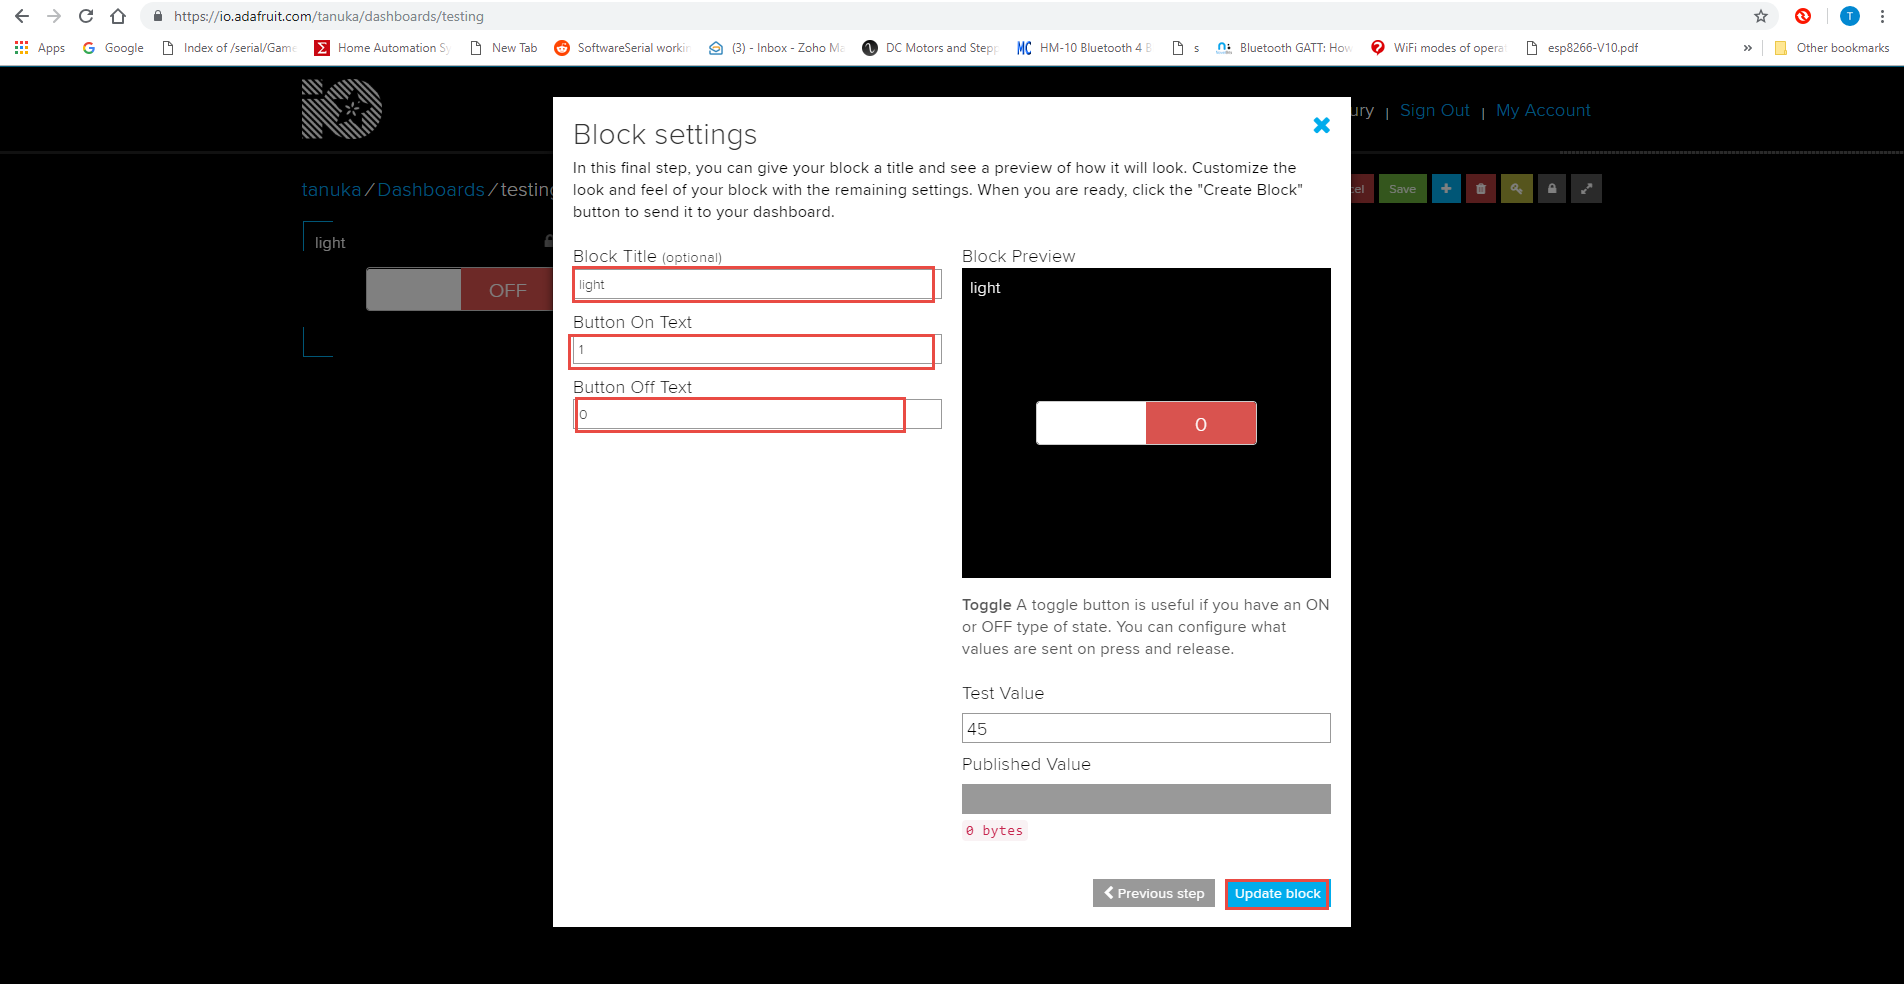 https://io.adafruit.com/tanuka/dashboards/testing
T
Apps
Google
Index of /serial/Game
Home Automation Sy
New Tab
SoftwareSerial workin
(3) - Inbox - Zoho Ma
DC Motors and Stepp
MC HM-10 Bluetooth 4 B
s
Bluetooth GATT: How
WiFi modes of opera
esp8266-V10.pdf
»
Other bookmarks
iO
ury | Sign Out | My Account
tanuka/Dashboards/testing
cel
Save
light
OFF
Block settings
In this final step, you can give your block a title and see a preview of how it will look. Customize the
look and feel of your block with the remaining settings. When you are ready, click the "Create Block"
button to send it to your dashboard.
Block Title (optional)
light
Button On Text
1
Button Off Text
0
Block Preview
light
0
Toggle A toggle button is useful if you have an ON
or OFF type of state. You can configure what
values are sent on press and release.
Test Value
45
Published Value
0 bytes
Previous step
Update block